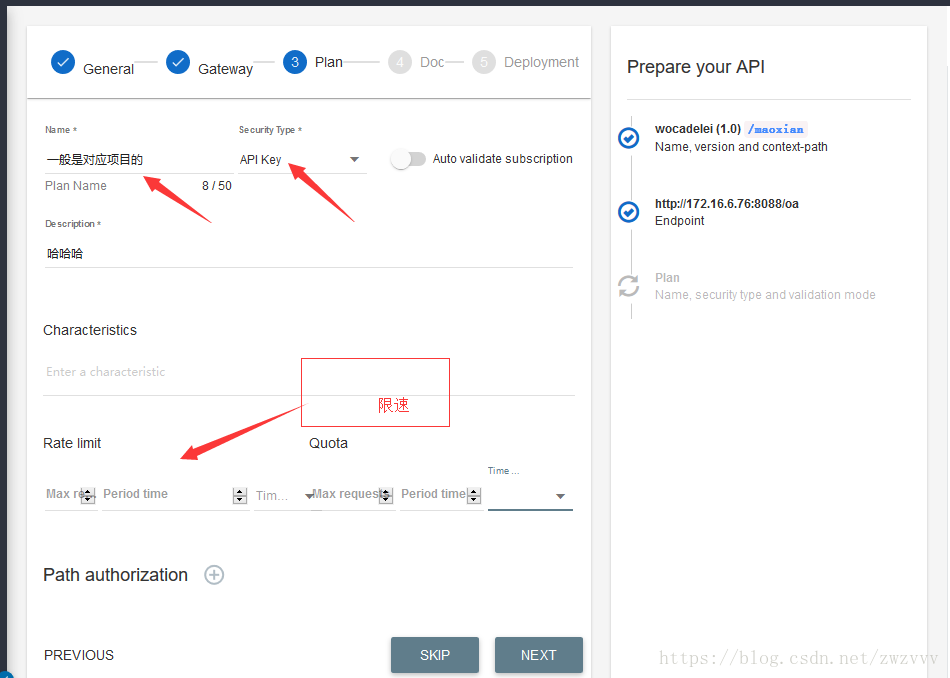 General
Gateway
3 Plan
4 Doc
5 Deployment
Name *
Security Type *
一般是对应项目的
API Key
Auto validate subscription
Plan Name
8 / 50
Description *
哈哈哈
Characteristics
Enter a characteristic
限速
Rate limit
Quota
Time ...
Max re
Period time
Tim...
Max requests
Period time
Path authorization
PREVIOUS
SKIP
NEXT
Prepare your API
wocadelei (1.0) /maoxian
Name, version and context-path
http://172.16.6.76:8088/oa
Endpoint
Plan
Name, security type and validation mode
https://blog.csdn.net/zwzvvv